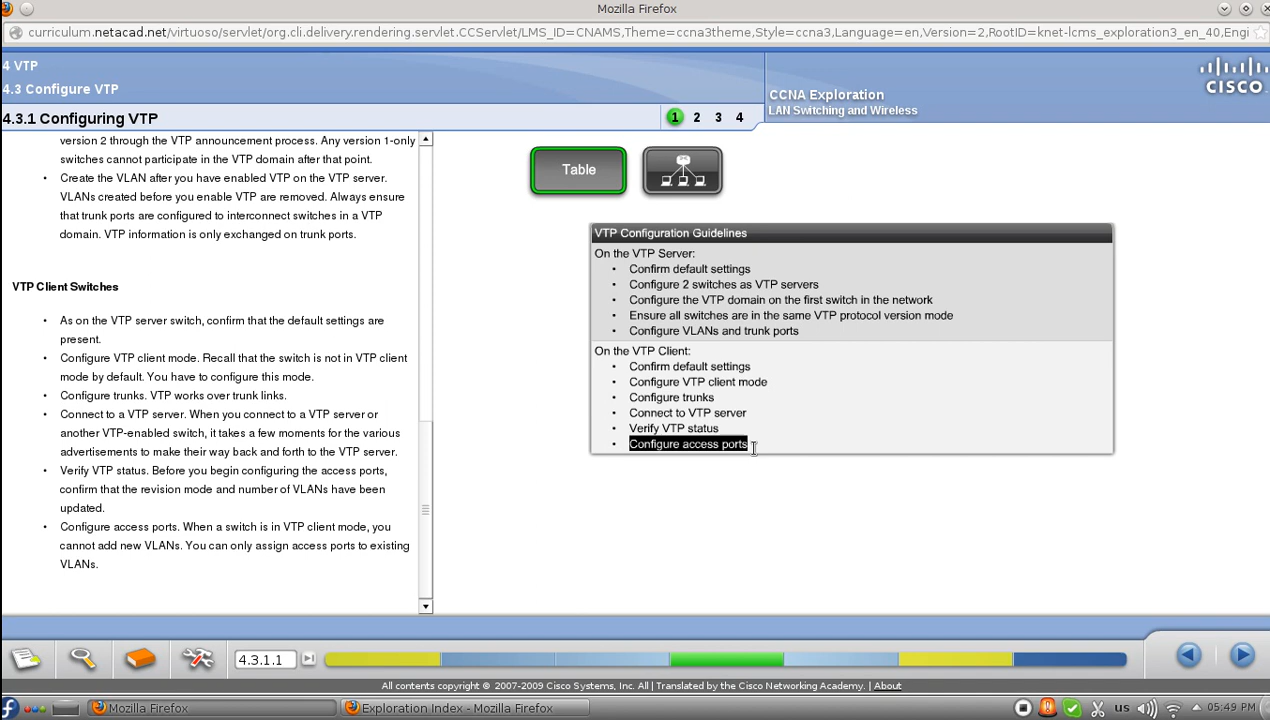 Mozilla Firefox
curriculum.netacad.net/virtuoso/servlet/org.cli.delivery.rendering.servlet.CCServlet/LMS_ID=CNAMS,Theme=ccna3theme,Style=ccna3,Language=en,Version=2,RootID=knet-lcms_exploration3_en_40,Engi
4 VTP
4.3 Configure VTP
4.3.1 Configuring VTP
1 2 3 4
CCNA Exploration
LAN Switching and Wireless
CISCO
version 2 through the VTP announcement process. Any version 1-only
switches cannot participate in the VTP domain after that point.
• Create the VLAN after you have enabled VTP on the VTP server.
VLANs created before you enable VTP are removed. Always ensure
that trunk ports are configured to interconnect switches in a VTP
domain. VTP information is only exchanged on trunk ports.
VTP Client Switches
• As on the VTP server switch, confirm that the default settings are
present.
• Configure VTP client mode. Recall that the switch is not in VTP client
mode by default. You have to configure this mode.
• Configure trunks. VTP works over trunk links.
• Connect to a VTP server. When you connect to a VTP server or
another VTP-enabled switch, it takes a few moments for the various
advertisements to make their way back and forth to the VTP server.
• Verify VTP status. Before you begin configuring the access ports,
confirm that the revision mode and number of VLANs have been
updated.
• Configure access ports. When a switch is in VTP client mode, you
cannot add new VLANs. You can only assign access ports to existing
VLANs.
Table
VTP Configuration Guidelines
On the VTP Server:
• Confirm default settings
• Configure 2 switches as VTP servers
• Configure the VTP domain on the first switch in the network
• Ensure all switches are in the same VTP protocol version mode
• Configure VLANs and trunk ports
On the VTP Client:
• Confirm default settings
• Configure VTP client mode
• Configure trunks
• Connect to VTP server
• Verify VTP status
• Configure access ports
4.3.1.1
All contents copyright © 2007-2009 Cisco Systems, Inc. All | Translated by the Cisco Networking Academy. | About
Mozilla Firefox
Exploration Index - Mozilla Firefox
us
05:49 PM